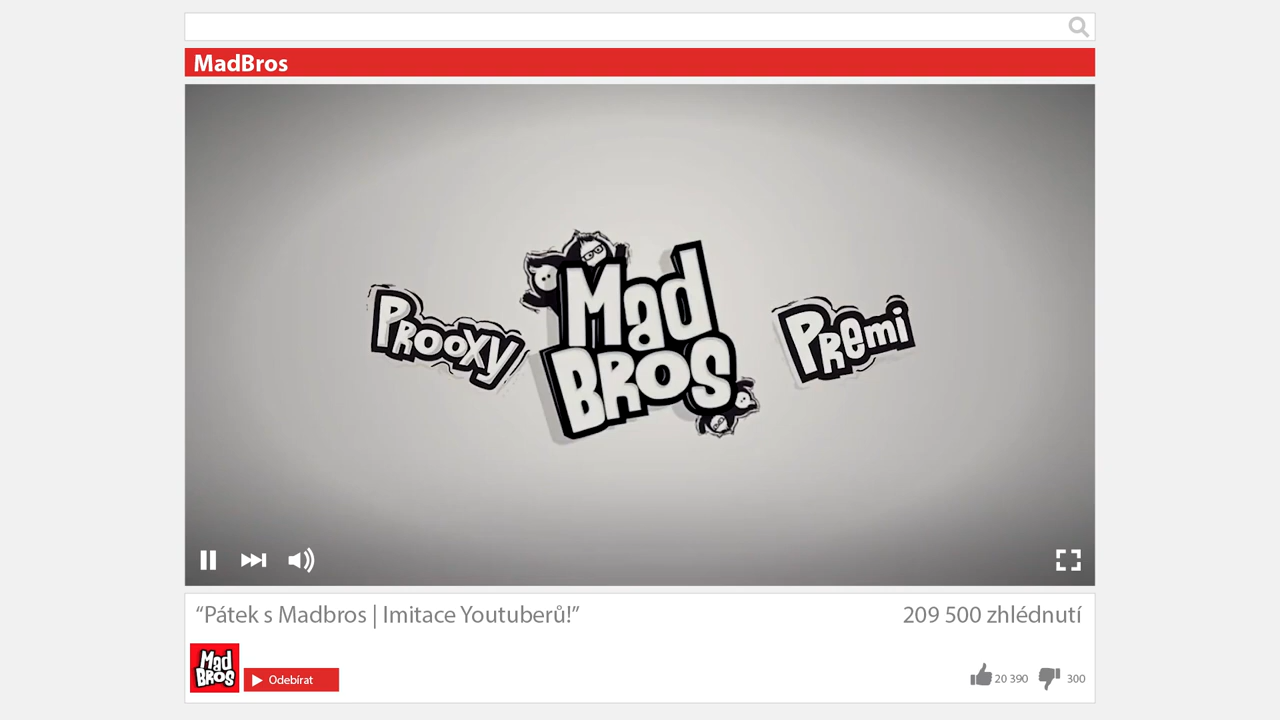 MadBros
PROOXY
Mad
BROS
PRemi
“Pátek s Madbros | Imitace Youtuberů!”
209 500 zhlédnutí
Mad
BROS
Odebírat
20 390
300